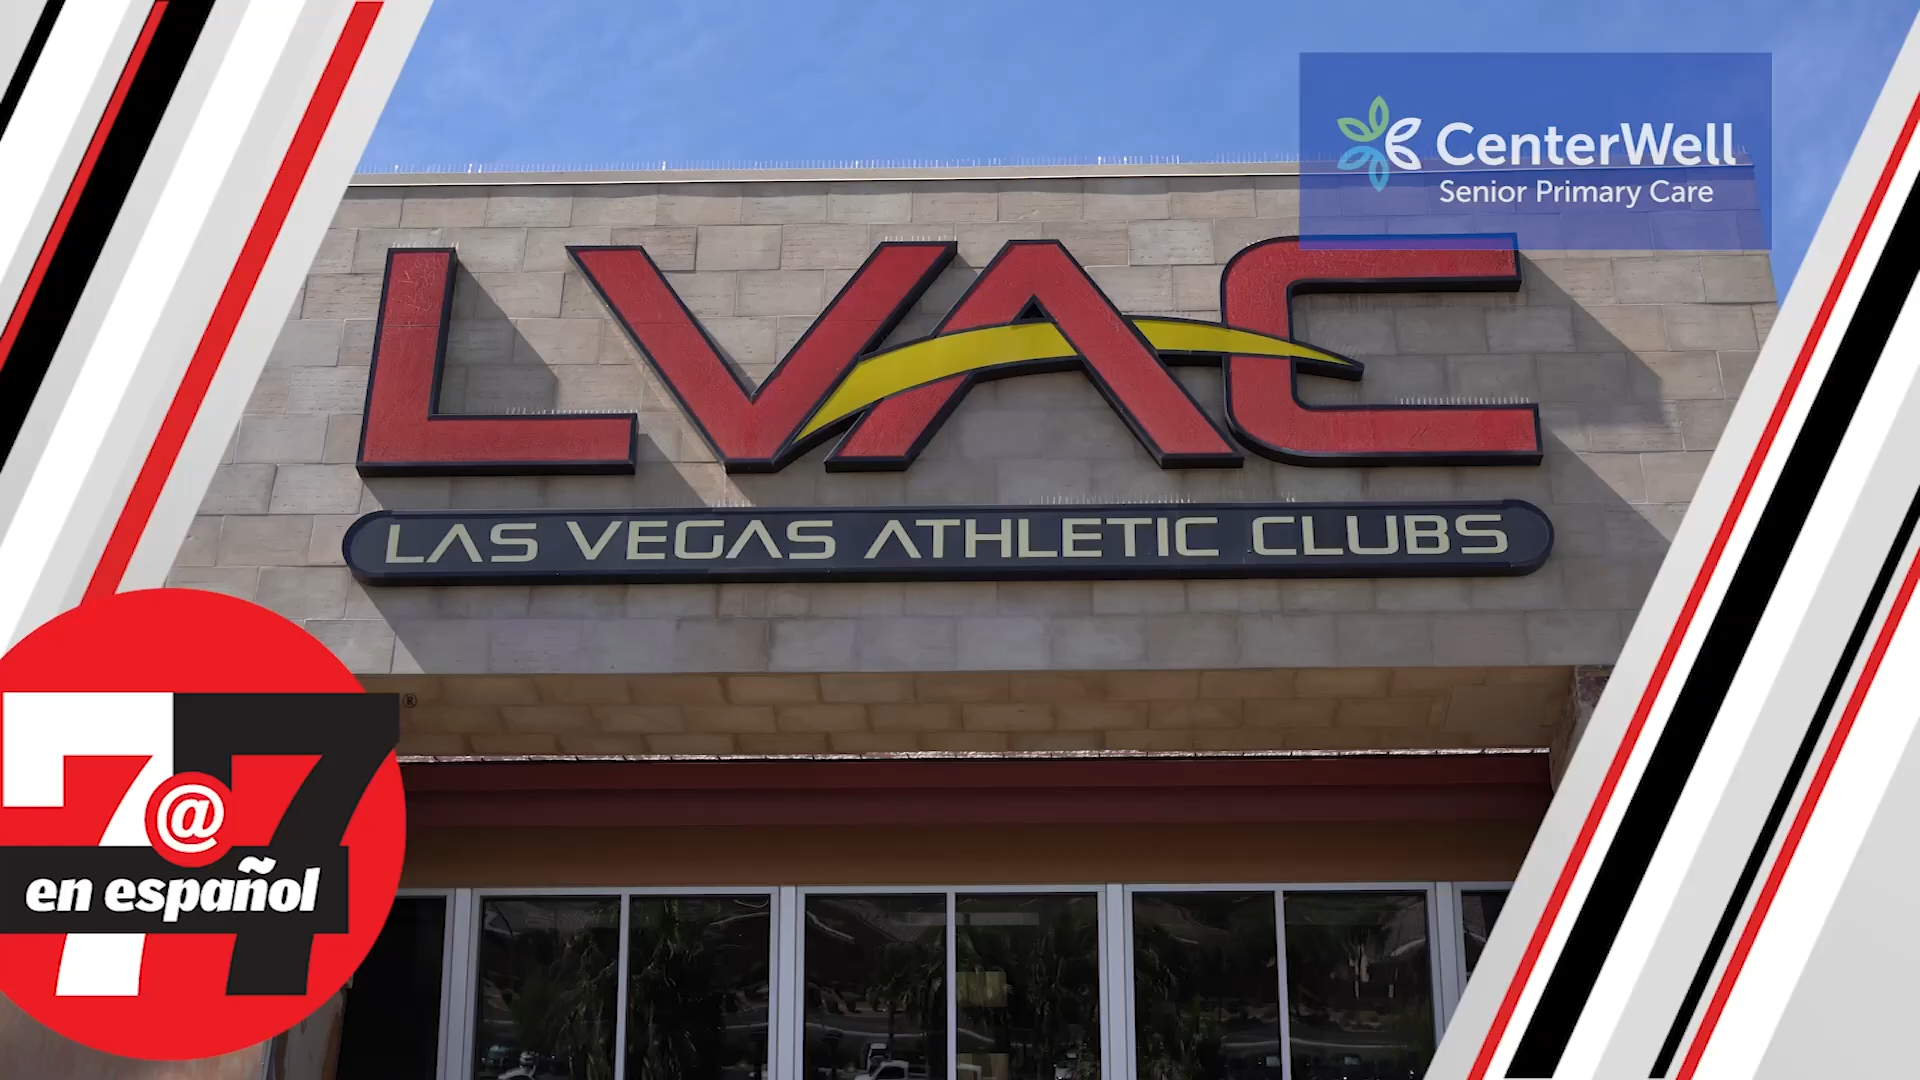 CenterWell
Senior Primary Care
LVAC
LAS VEGAS ATHLETIC CLUBS
7@7
®
en español